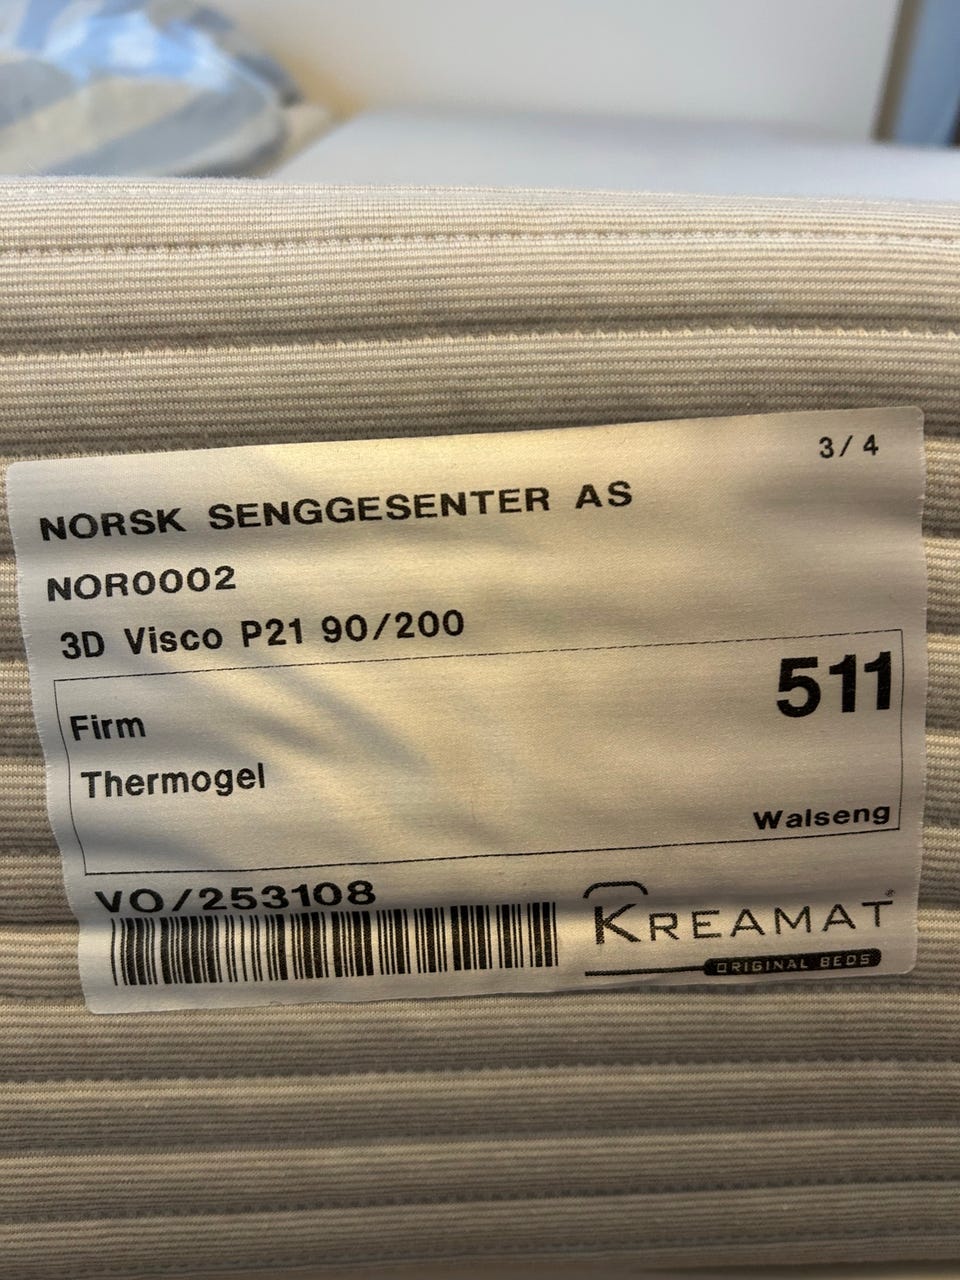 3/ 4
NORSK SENGGESENTER AS
NOR0002
3D Visco P21 90/200
511
Firm
Thermogel
Walseng
VO/253108
KREAMAT®
ORIGINAL BEDS